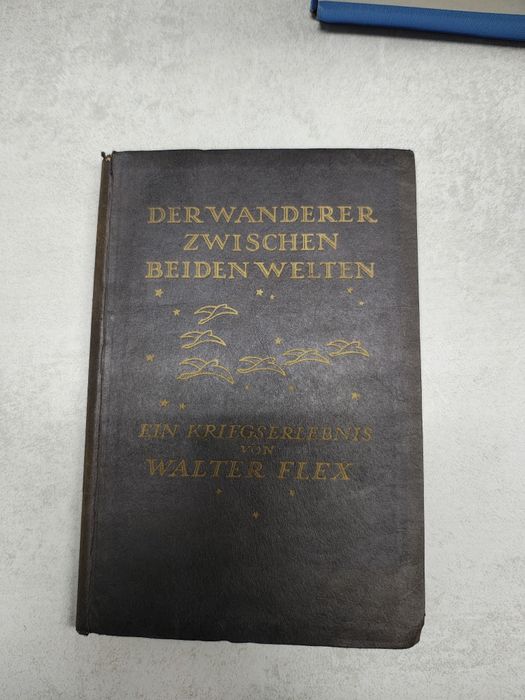 DER WANDERER
ZWISCHEN
BEIDEN WELTEN
EIN KRIEGSERLEBNIS
VON
WALTER FLEX